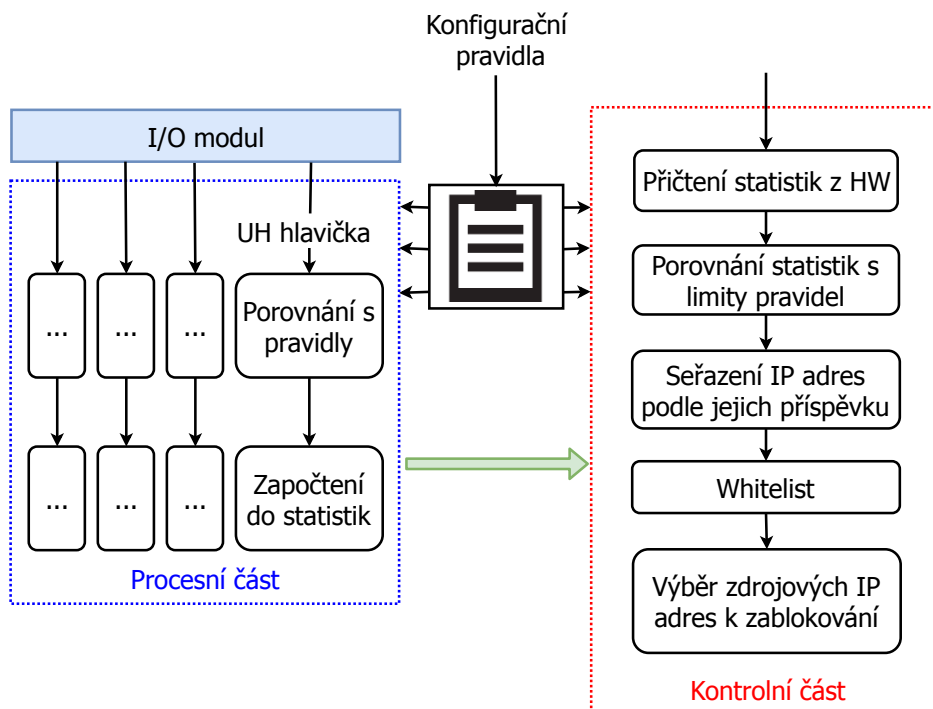 Konfigurační
pravidla
I/O modul
UH hlavička
...
...
...
Porovnání s
pravidly
...
...
...
Započtení
do statistik
Procesní část
Přičtení statistik z HW
Porovnání statistik s
limity pravidel
Seřazení IP adres
podle jejich příspěvku
Whitelist
Výběr zdrojových IP
adres k zablokování
Kontrolní část